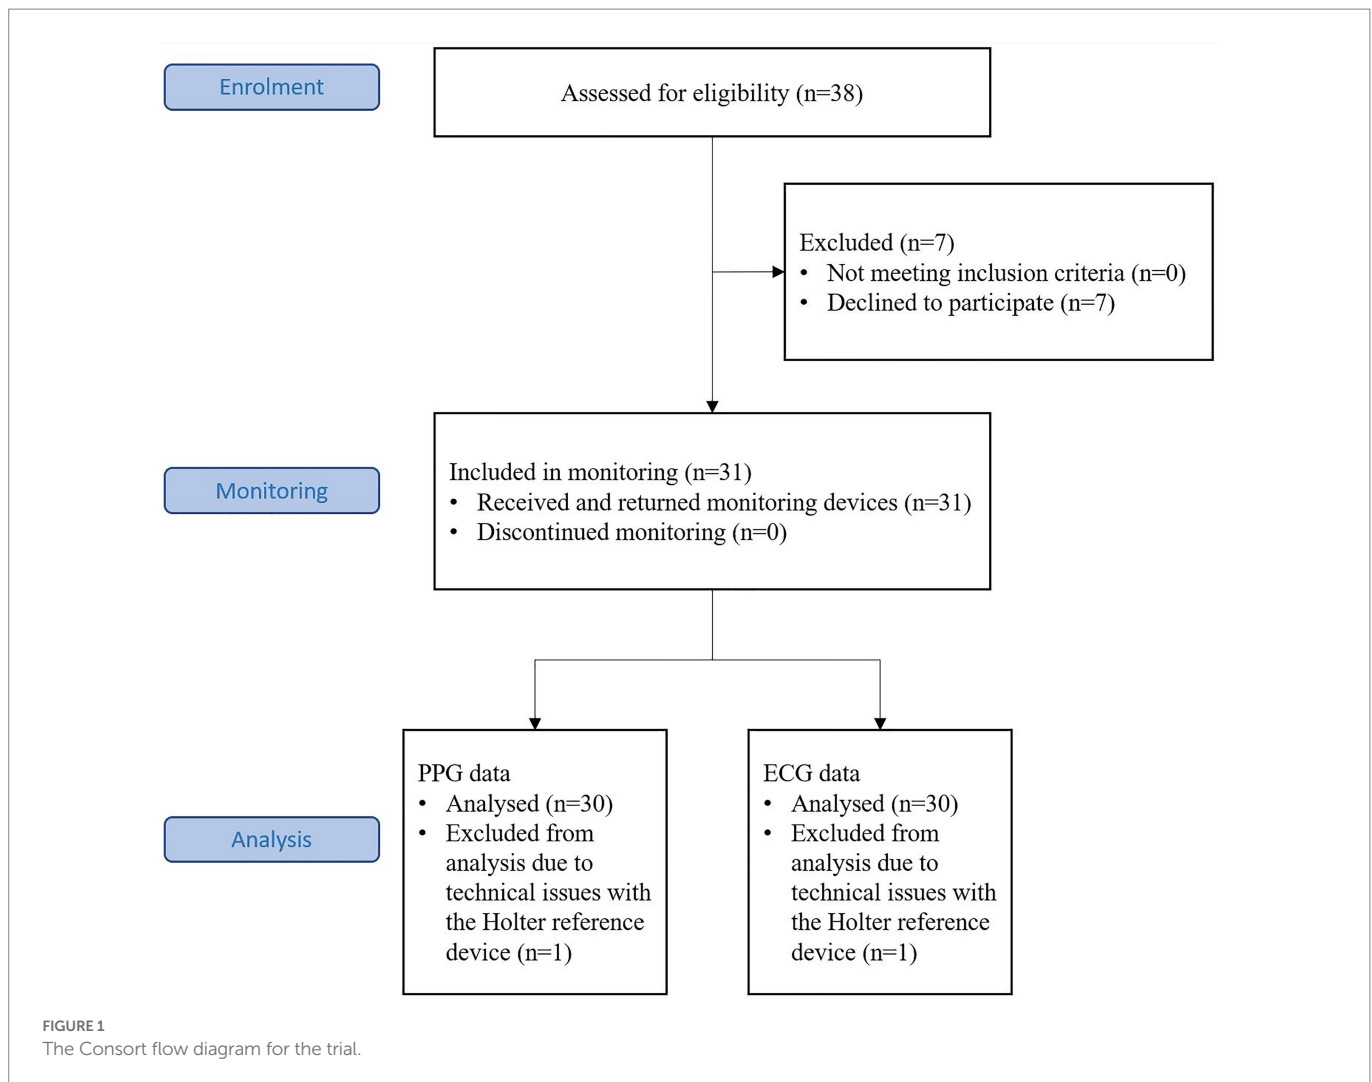 Enrolment
Assessed for eligibility (n=38)
Excluded (n=7)
• Not meeting inclusion criteria (n=0)
• Declined to participate (n=7)
Monitoring
Included in monitoring (n=31)
• Received and returned monitoring devices (n=31)
• Discontinued monitoring (n=0)
Analysis
PPG data
• Analysed (n=30)
• Excluded from
analysis due to
technical issues with
the Holter reference
device (n=1)
ECG data
• Analysed (n=30)
• Excluded from
analysis due to
technical issues with
the Holter reference
device (n=1)
FIGURE 1
The Consort flow diagram for the trial.